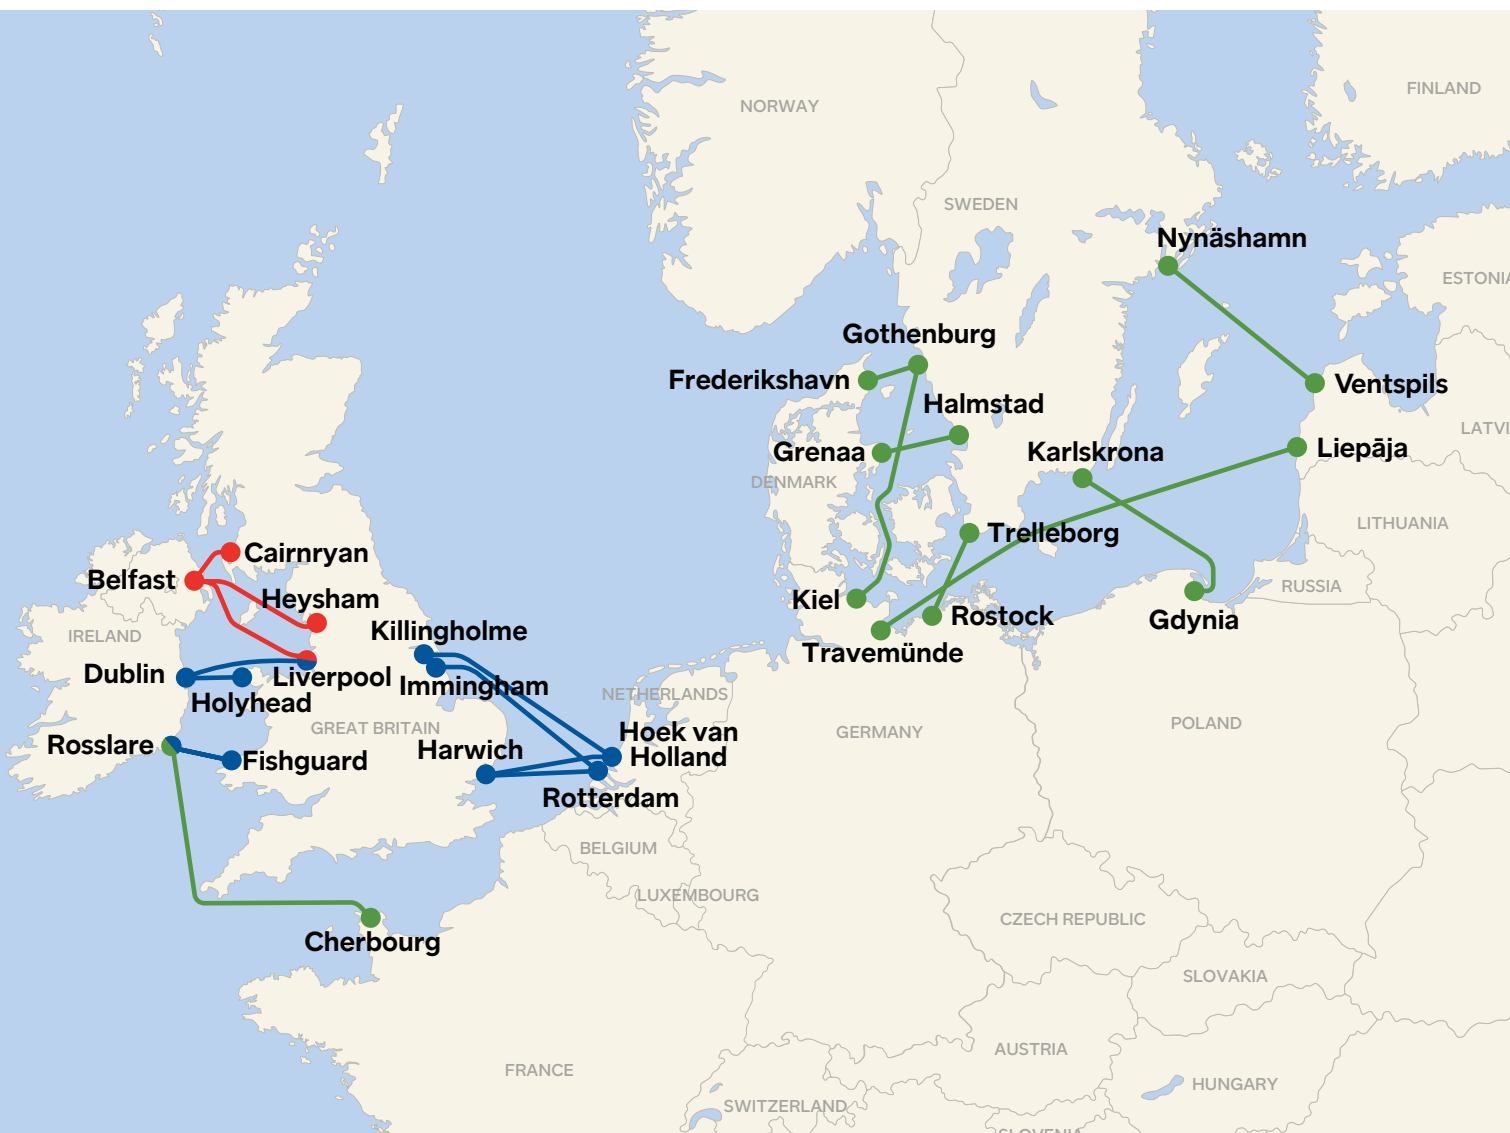 FINLAND
NORWAY
SWEDEN
Nynäshamn
ESTONIA
Gothenburg
Frederikshavn
Ventspils
Halmstad
LATVI
Grenaa
Karlskrona
Liepāja
DENMARK
LITHUANIA
Trelleborg
Cairnryan
Belfast
RUSSIA
Heysham
Kiel
Rostock
Gdynia
IRELAND
Killingholme
Travemünde
Dublin
Liverpool
Immingham
NETHERLANDS
Holyhead
GREAT BRITAIN
POLAND
GERMANY
Hoek van
Holland
Rosslare
Harwich
Fishguard
Rotterdam
BELGIUM
LUXEMBOURG
CZECH REPUBLIC
Cherbourg
SLOVAKIA
AUSTRIA
FRANCE
HUNGARY
SWITZERLAND
SLOVENIA